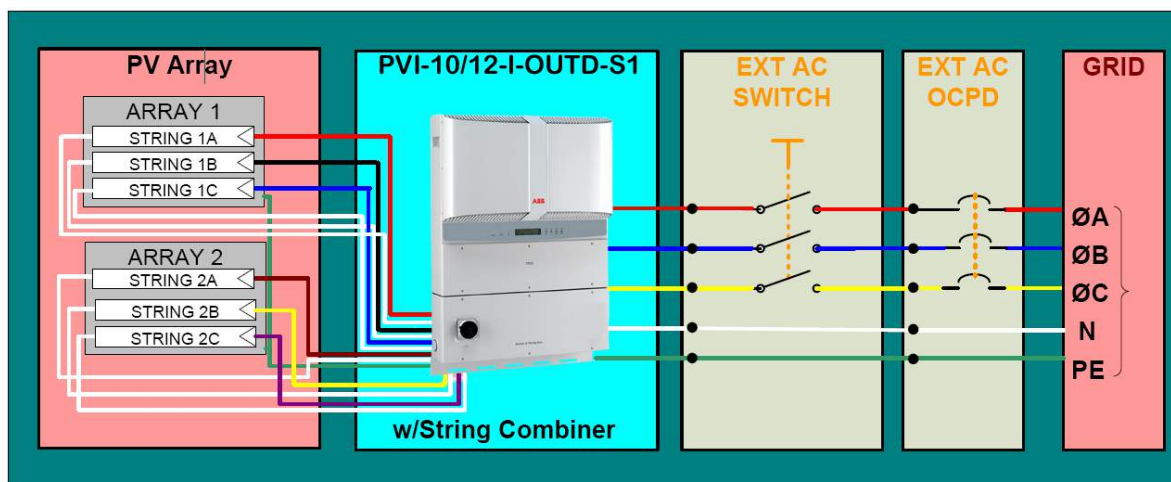 PV Array
ARRAY 1
STRING 1A
STRING 1B
STRING 1C
ARRAY 2
STRING 2A
STRING 2B
STRING 2C
PVI-10/12-I-OUTD-S1
ABB
w/String Combiner
EXT AC
SWITCH
EXT AC
OCPD
GRID
ØA
ØB
ØC
N
PE